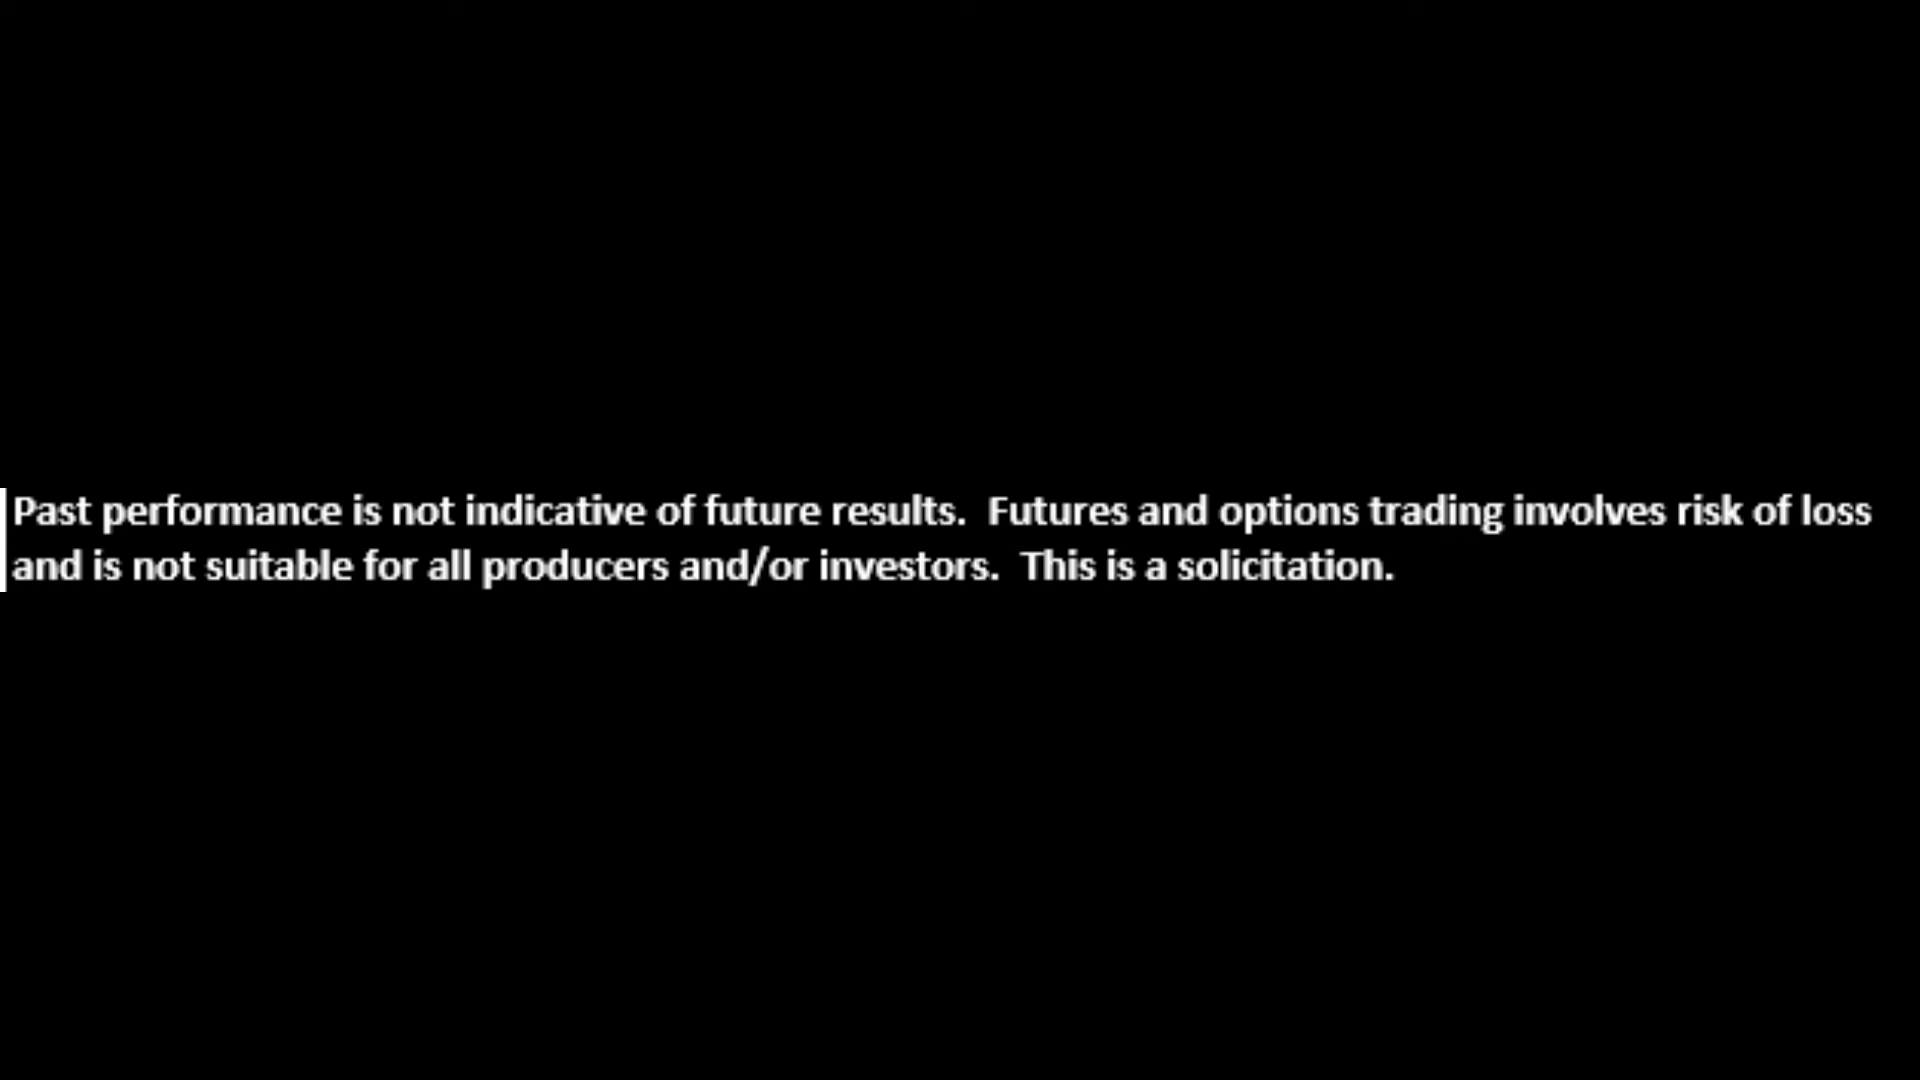 Past performance is not indicative of future results.  Futures and options trading involves risk of loss
and is not suitable for all producers and/or investors.  This is a solicitation.